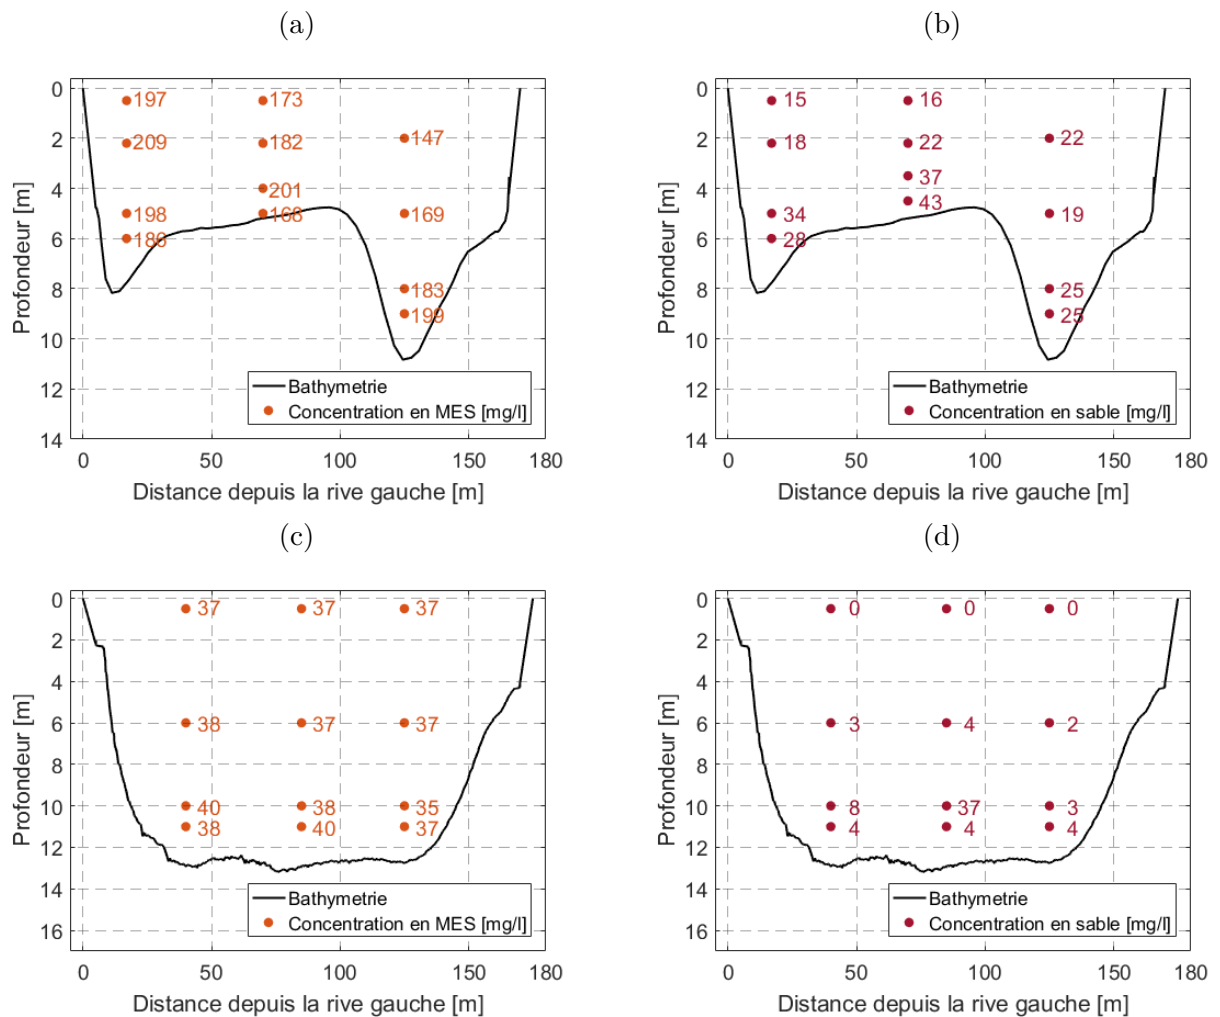 (a)
0
2
4
6
8
10
12
14
Profondeur [m]
197
173
209
182
147
201
198
168
169
186
183
199
Bathymetrie
Concentration en MES [mg/l]
0 50 100 150 180
Distance depuis la rive gauche [m]
(b)
0
2
4
6
8
10
12
14
Profondeur [m]
15
16
18
22
22
37
43
34
19
28
25
25
Bathymetrie
Concentration en sable [mg/l]
0 50 100 150 180
Distance depuis la rive gauche [m]
(c)
0
2
4
6
8
10
12
14
16
Profondeur [m]
37 37 37
38 37 37
40 38 35
38 40 37
Bathymetrie
Concentration en MES [mg/l]
0 50 100 150 180
Distance depuis la rive gauche [m]
(d)
0
2
4
6
8
10
12
14
16
Profondeur [m]
0 0 0
3 4 2
8 37 3
4 4 4
Bathymetrie
Concentration en sable [mg/l]
0 50 100 150 180
Distance depuis la rive gauche [m]